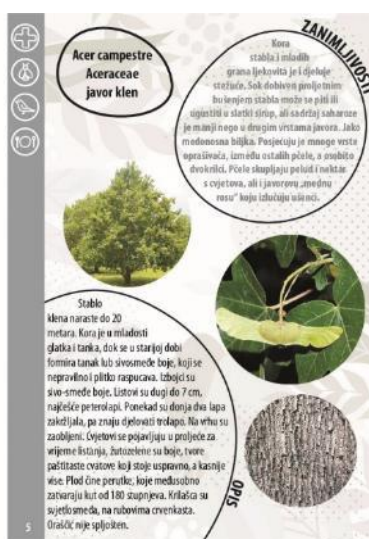 Acer campestre
Aceraceae
javor klen
ZANIMLJIVOSTI
Kora
stabla i mladih
grana ljekovita je i djeluje
stežuće. Sok dobiven proljetnim
bušenjem stabla može se piti ili
ugustiti u slatki sirup, ali sadržaj saharoze
je manji nego u drugim vrstama javora. Jako
medonosna biljka. Posjećuju je mnoge vrste
oprašivača, između ostalih pčele, a osobito
dvokrilci. Pčele skupljaju pelud i nektar
s cvjetova, ali i javorovu „mednu
rosu" koju izlučuju ušenci.
Stablo
klena naraste do 20
metara. Kora je u mladosti
glatka i tanka, dok se u starijoj dobi
formira tanak lub sivosmeđe boje, koji se
nepravilno i plitko raspucava. Izbojci su
sivo-smeđe boje. Listovi su dugi do 7 cm,
najčešće peterolapi. Ponekad su donja dva lapa
zakržljala, pa znaju djelovati trolapo. Na vrhu su
zaobljeni. Cvjetovi se pojavljuju u proljeće za
vrijeme listanja, žutozelene su boje, tvore
paštitaste cvatove koji stoje uspravno, a kasnije
vise. Plod čine perutke, koje međusobno
zatvaraju kut od 180 stupnjeva. Krilašca su
svjetlosmeđa, na rubovima crvenkasta.
Oraščić nije spljošten.
OPIS
5